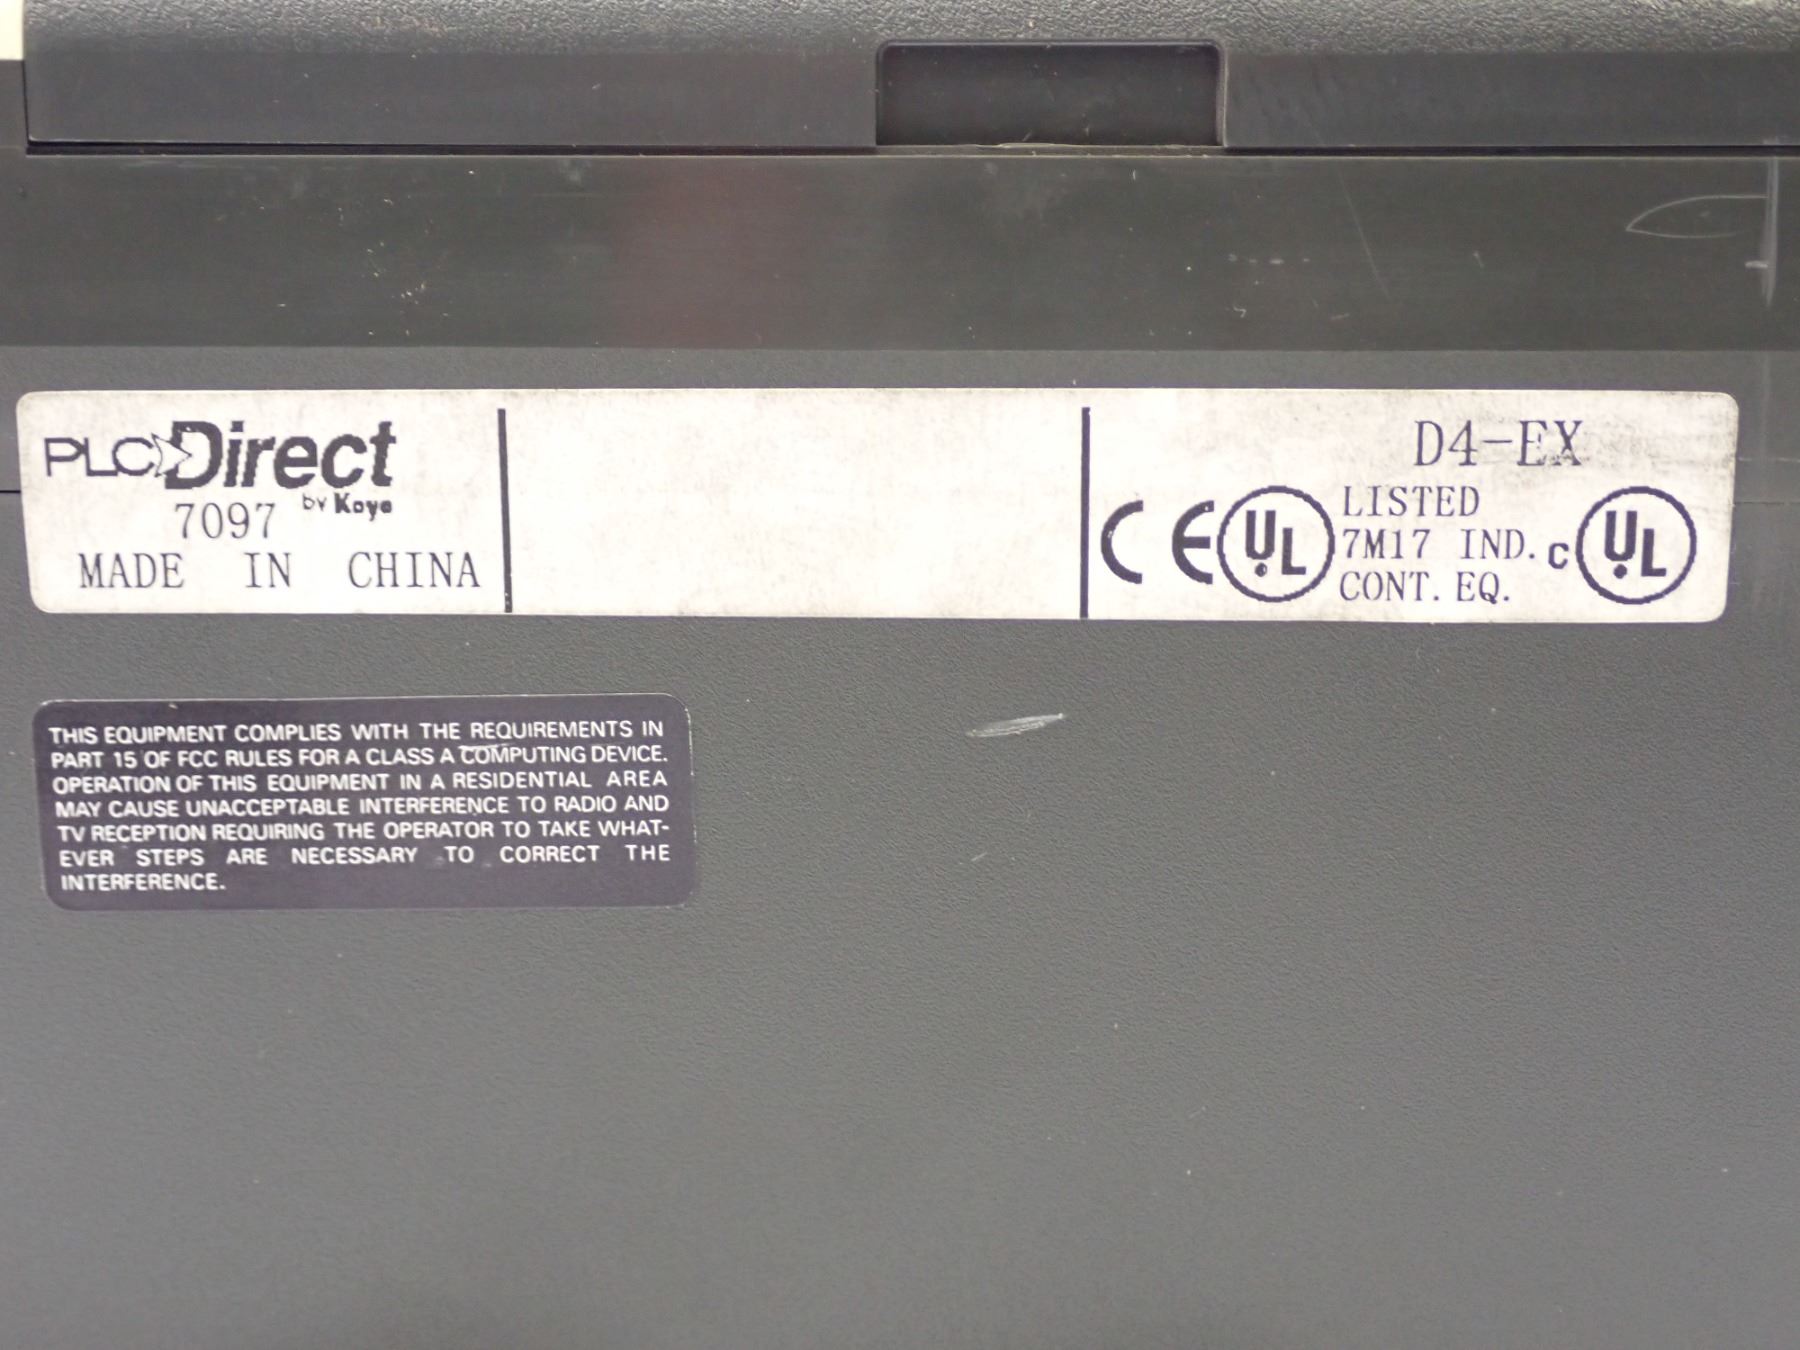 PLC Direct
by Koyo
7097
MADE IN CHINA
D4-EX
CE UL LISTED
7M17 IND.
CONT. EQ.
C UL
THIS EQUIPMENT COMPLIES WITH THE REQUIREMENTS IN
PART 15 OF FCC RULES FOR A CLASS A COMPUTING DEVICE.
OPERATION OF THIS EQUIPMENT IN A RESIDENTIAL AREA
MAY CAUSE UNACCEPTABLE INTERFERENCE TO RADIO AND
TV RECEPTION REQUIRING THE OPERATOR TO TAKE WHAT-
EVER STEPS ARE NECESSARY TO CORRECT THE
INTERFERENCE.